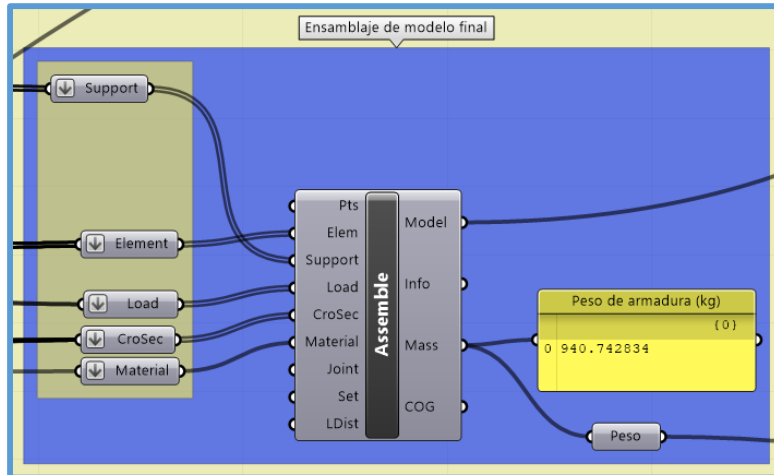 Ensamblaje de modelo final
Support
Element
Load
CroSec
Material
Pts
Elem
Support
Load
CroSec
Material
Joint
Set
LDist
Assemble
Model
Info
Mass
COG
Peso de armadura (kg)
{0}
0 940.742834
Peso